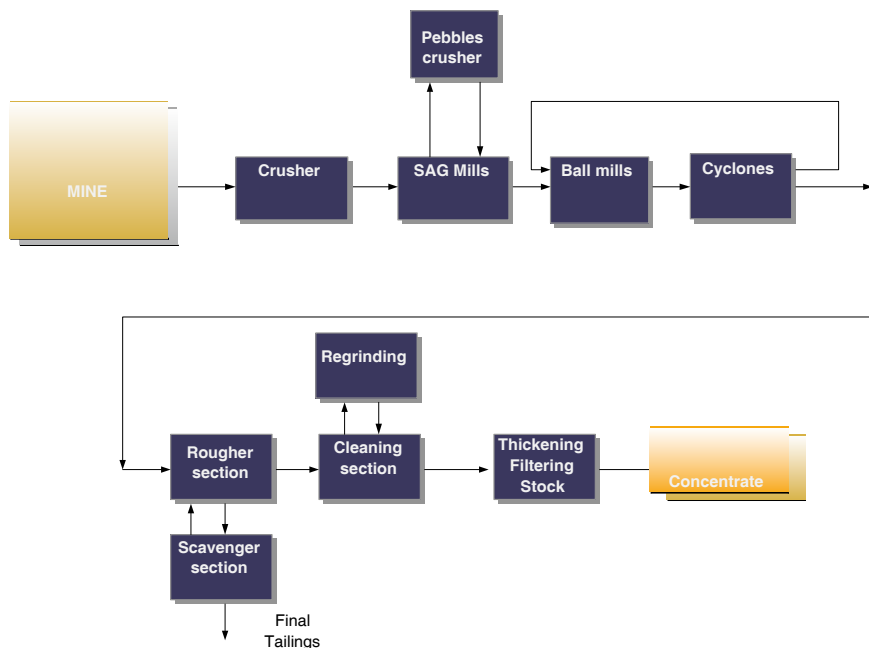 Pebbles
crusher
MINE
Crusher
SAG Mills
Ball mills
Cyclones
Regrinding
Rougher
section
Cleaning
section
Thickening
Filtering
Stock
Concentrate
Scavenger
section
Final
Tailings